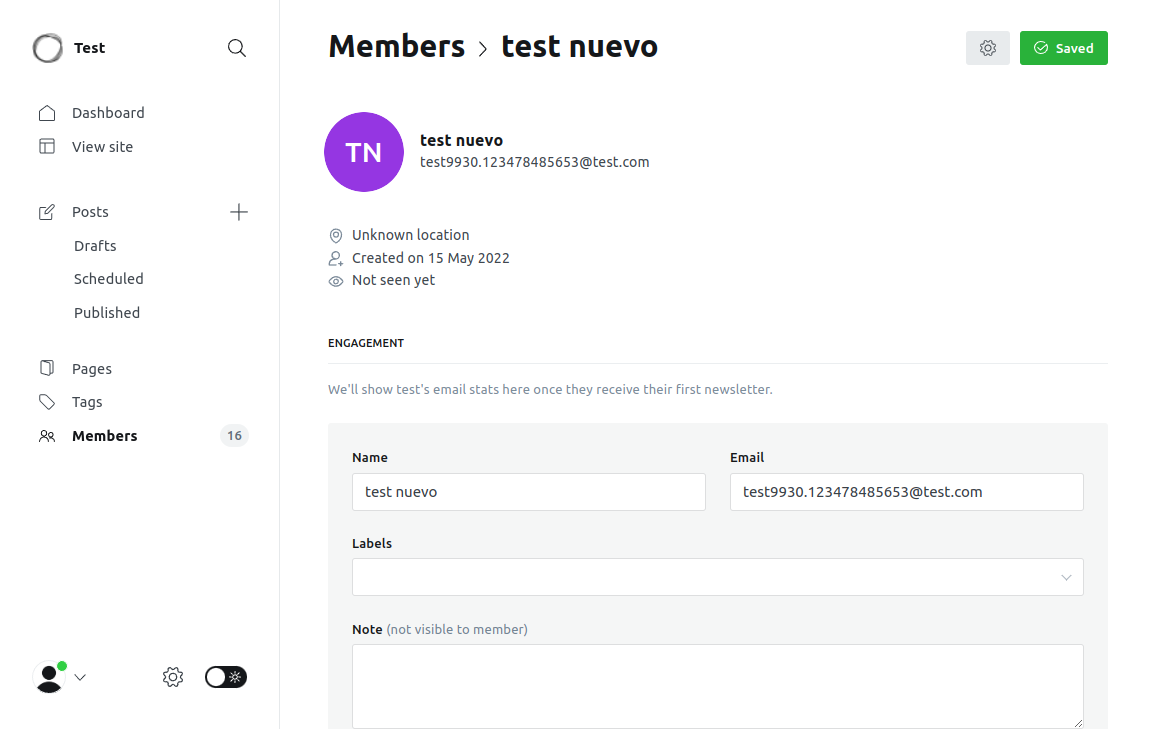 Test
Dashboard
View site
Posts
Drafts
Scheduled
Published
Pages
Tags
Members 16
Members > test nuevo
Saved
TN
test nuevo
test9930.123478485653@test.com
Unknown location
Created on 15 May 2022
Not seen yet
ENGAGEMENT
We'll show test's email stats here once they receive their first newsletter.
Name
test nuevo
Email
test9930.123478485653@test.com
Labels
Note (not visible to member)